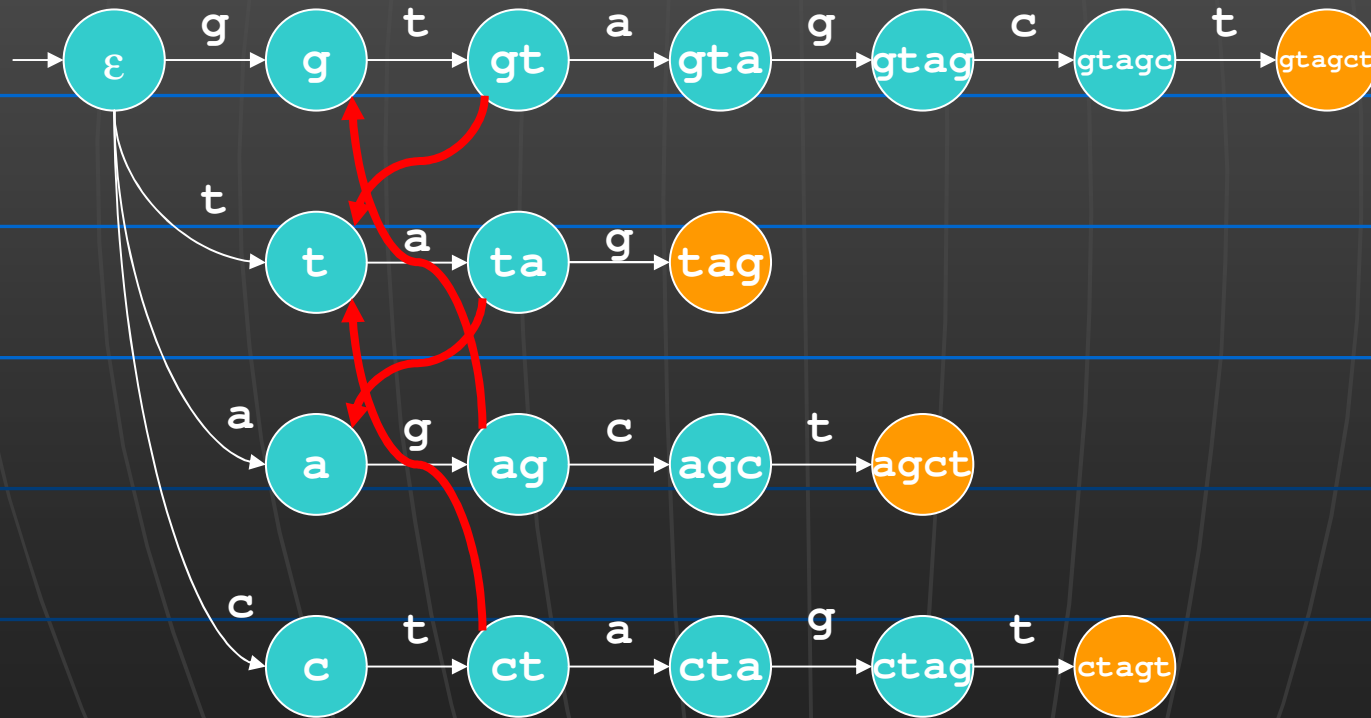 g t a g c t
ε g gt gta gtag gtagc gtagct
t a g
t ta tag
a g c t
a ag agc agct
c t a g t
c ct cta ctag ctagt